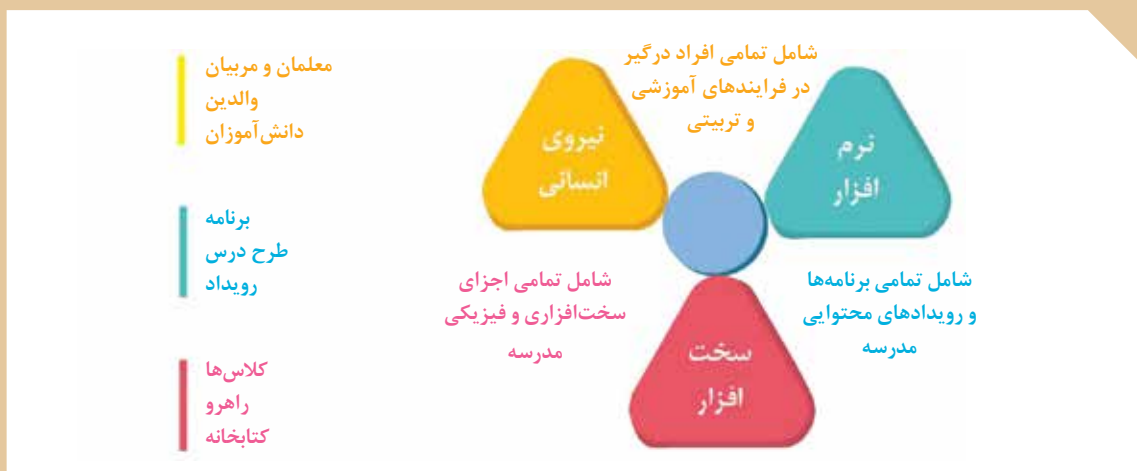 شامل تمامی افراد درگیر
در فرایندهای آموزشی
و تربیتی
نرم
افزار
نیروی
انسانی
شامل تمامی برنامه‌ها
و رویدادهای محتوایی
مدرسه
شامل تمامی اجزای
سخت‌افزاری و فیزیکی
مدرسه
سخت
افزار
معلمان و مربیان
والدین
دانش‌آموزان
برنامه
طرح درس
رویداد
کلاس‌ها
راهرو
کتابخانه